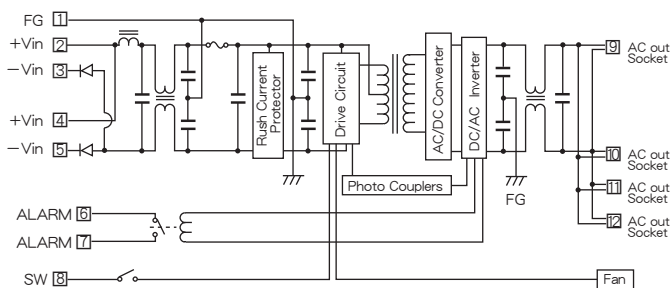 FG 1
+Vin 2
−Vin 3
+Vin 4
−Vin 5
ALARM 6
ALARM 7
SW 8
Rush Current
Protector
Drive Circuit
Photo Couplers
AC/DC Converter
DC/AC Inverter
FG
9 AC out
Socket
10 AC out
Socket
11 AC out
Socket
12 AC out
Socket
Fan